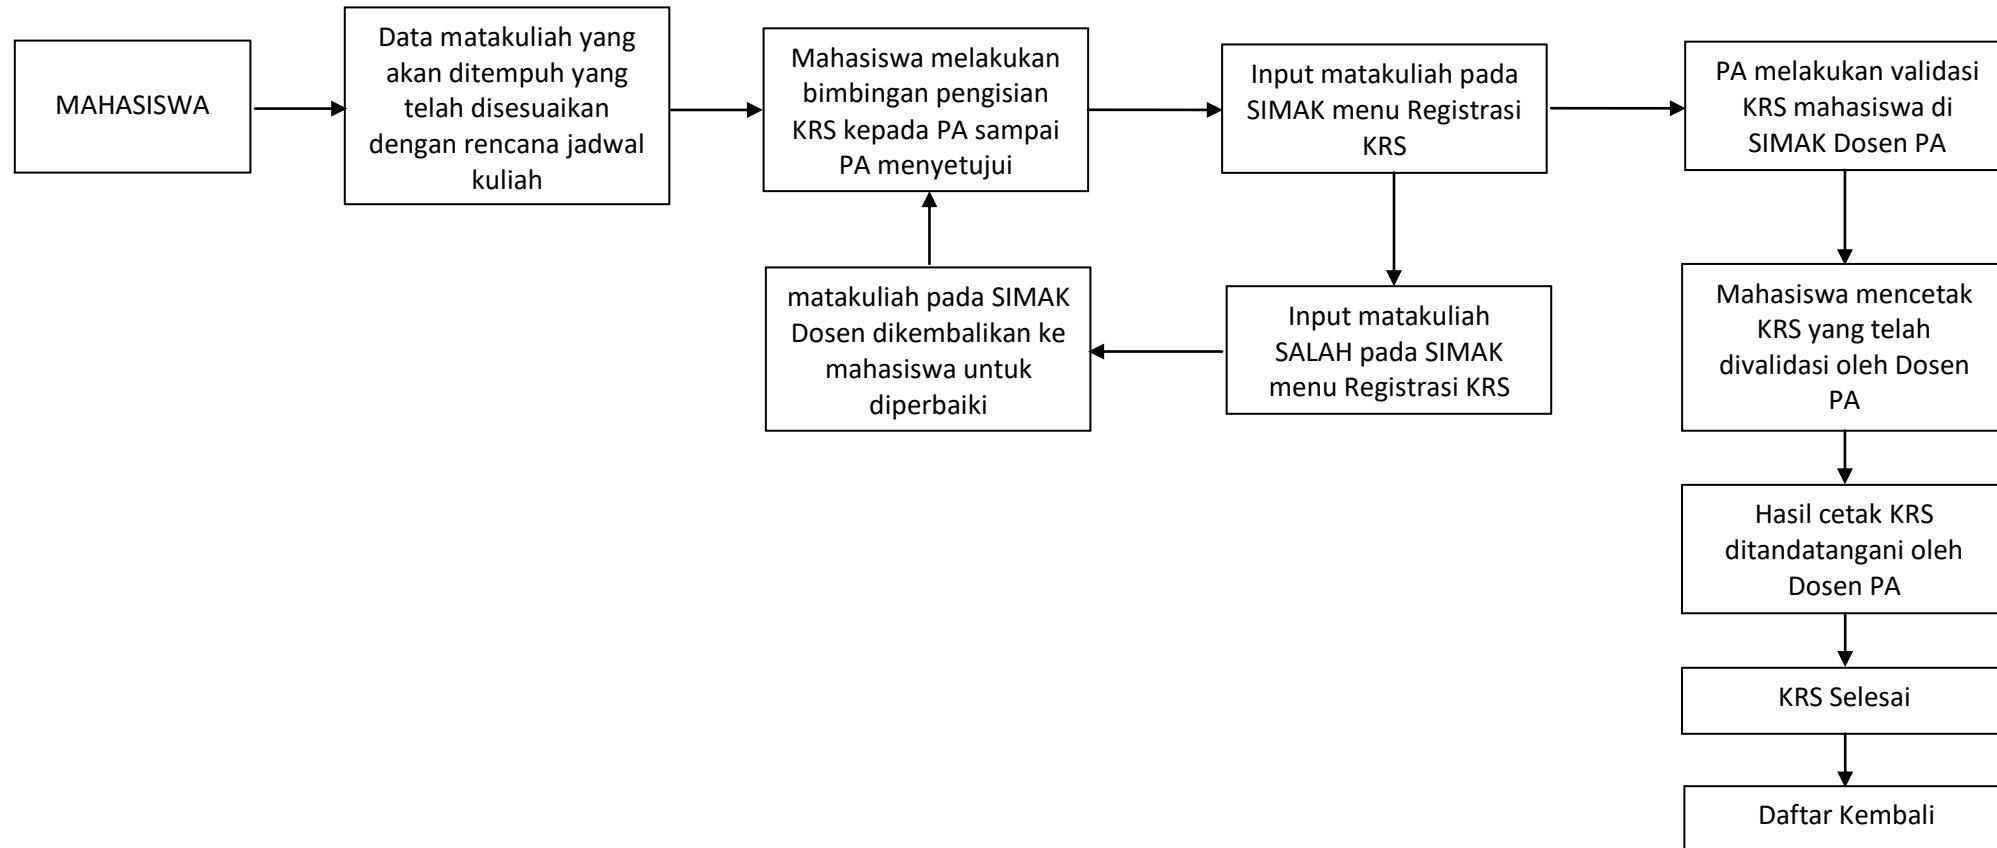 MAHASISWA
Data matakuliah yang
akan ditempuh yang
telah disesuaikan
dengan rencana jadwal
kuliah
Mahasiswa melakukan
bimbingan pengisian
KRS kepada PA sampai
PA menyetujui
Input matakuliah pada
SIMAK menu Registrasi
KRS
PA melakukan validasi
KRS mahasiswa di
SIMAK Dosen PA
matakuliah pada SIMAK
Dosen dikembalikan ke
mahasiswa untuk
diperbaiki
Input matakuliah
SALAH pada SIMAK
menu Registrasi KRS
Mahasiswa mencetak
KRS yang telah
divalidasi oleh Dosen
PA
Hasil cetak KRS
ditandatangani oleh
Dosen PA
KRS Selesai
Daftar Kembali